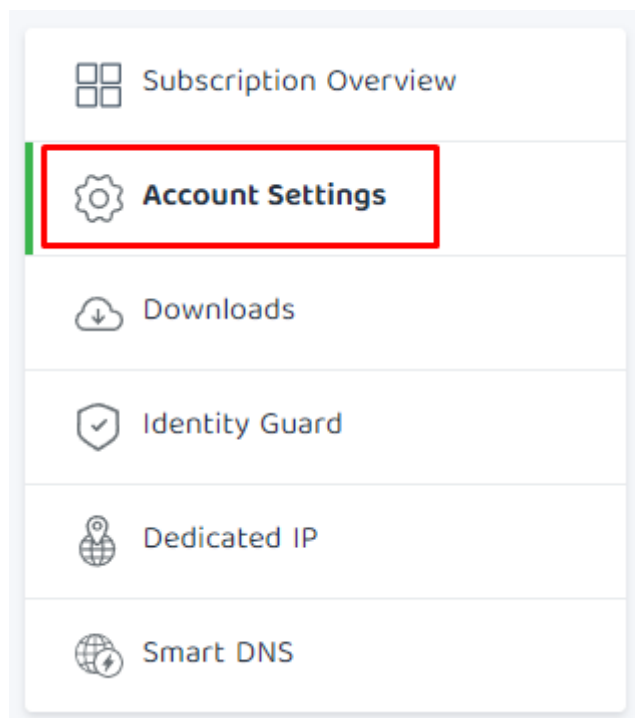 Subscription Overview
Account Settings
Downloads
Identity Guard
Dedicated IP
Smart DNS